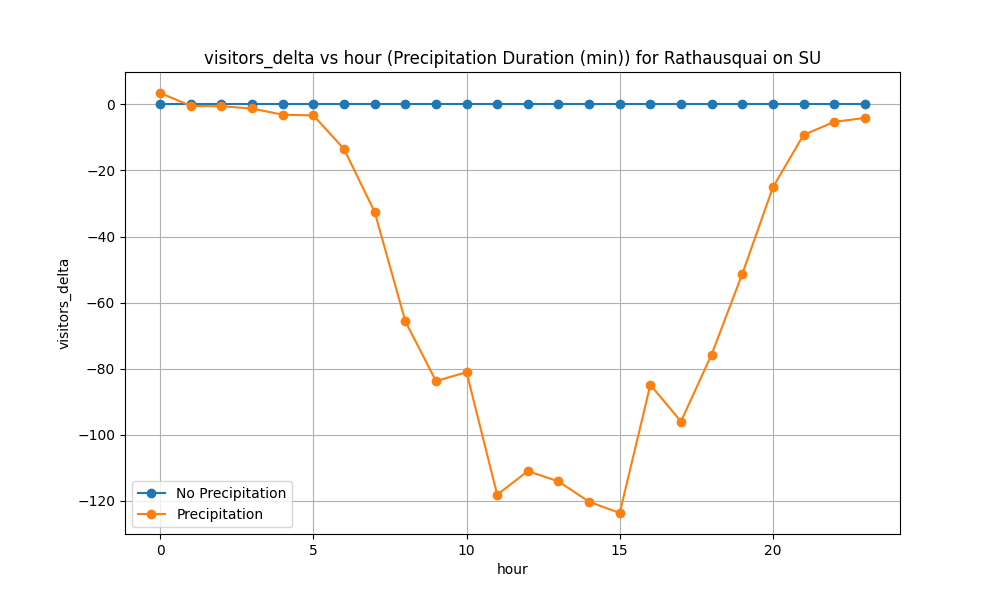 visitors_delta vs hour (Precipitation Duration (min)) for Rathausquai on SU
visitors_delta
0
−20
−40
−60
−80
−100
−120
No Precipitation
Precipitation
0
5
10
15
20
hour